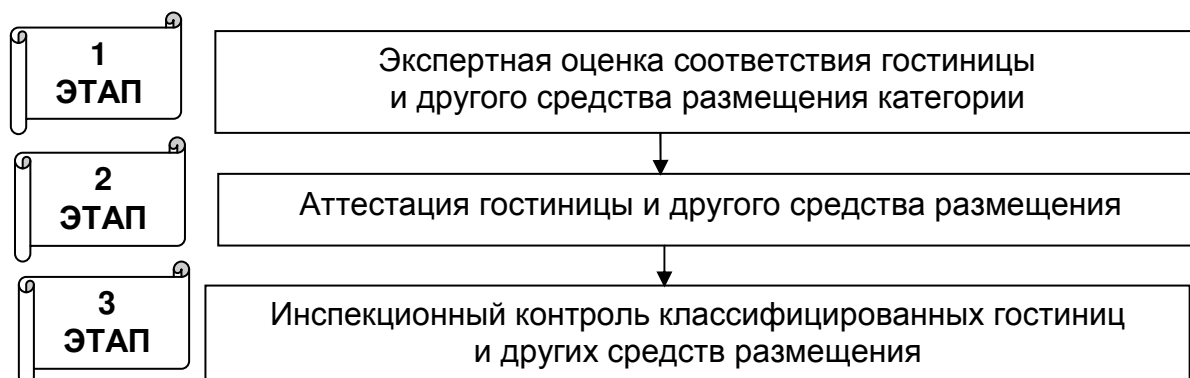 1
ЭТАП
Экспертная оценка соответствия гостиницы
и другого средства размещения категории
2
ЭТАП
Аттестация гостиницы и другого средства размещения
3
ЭТАП
Инспекционный контроль классифицированных гостиниц
и других средств размещения